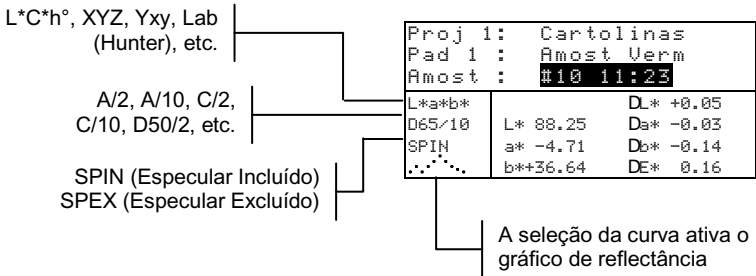 L*C*h°, XYZ, Yxy, Lab
(Hunter), etc.
A/2, A/10, C/2,
C/10, D50/2, etc.
SPIN (Especular Incluído)
SPEX (Especular Excluído)
Proj 1: Cartolinas
Pad 1 : Amost Verm
Amost : #10 11:23
L*a*b*
D65/10
SPIN
L* 88.25
a* -4.71
b*+36.64
DL* +0.05
Da* -0.03
Db* -0.14
DE* 0.16
A seleção da curva ativa o
gráfico de reflectância